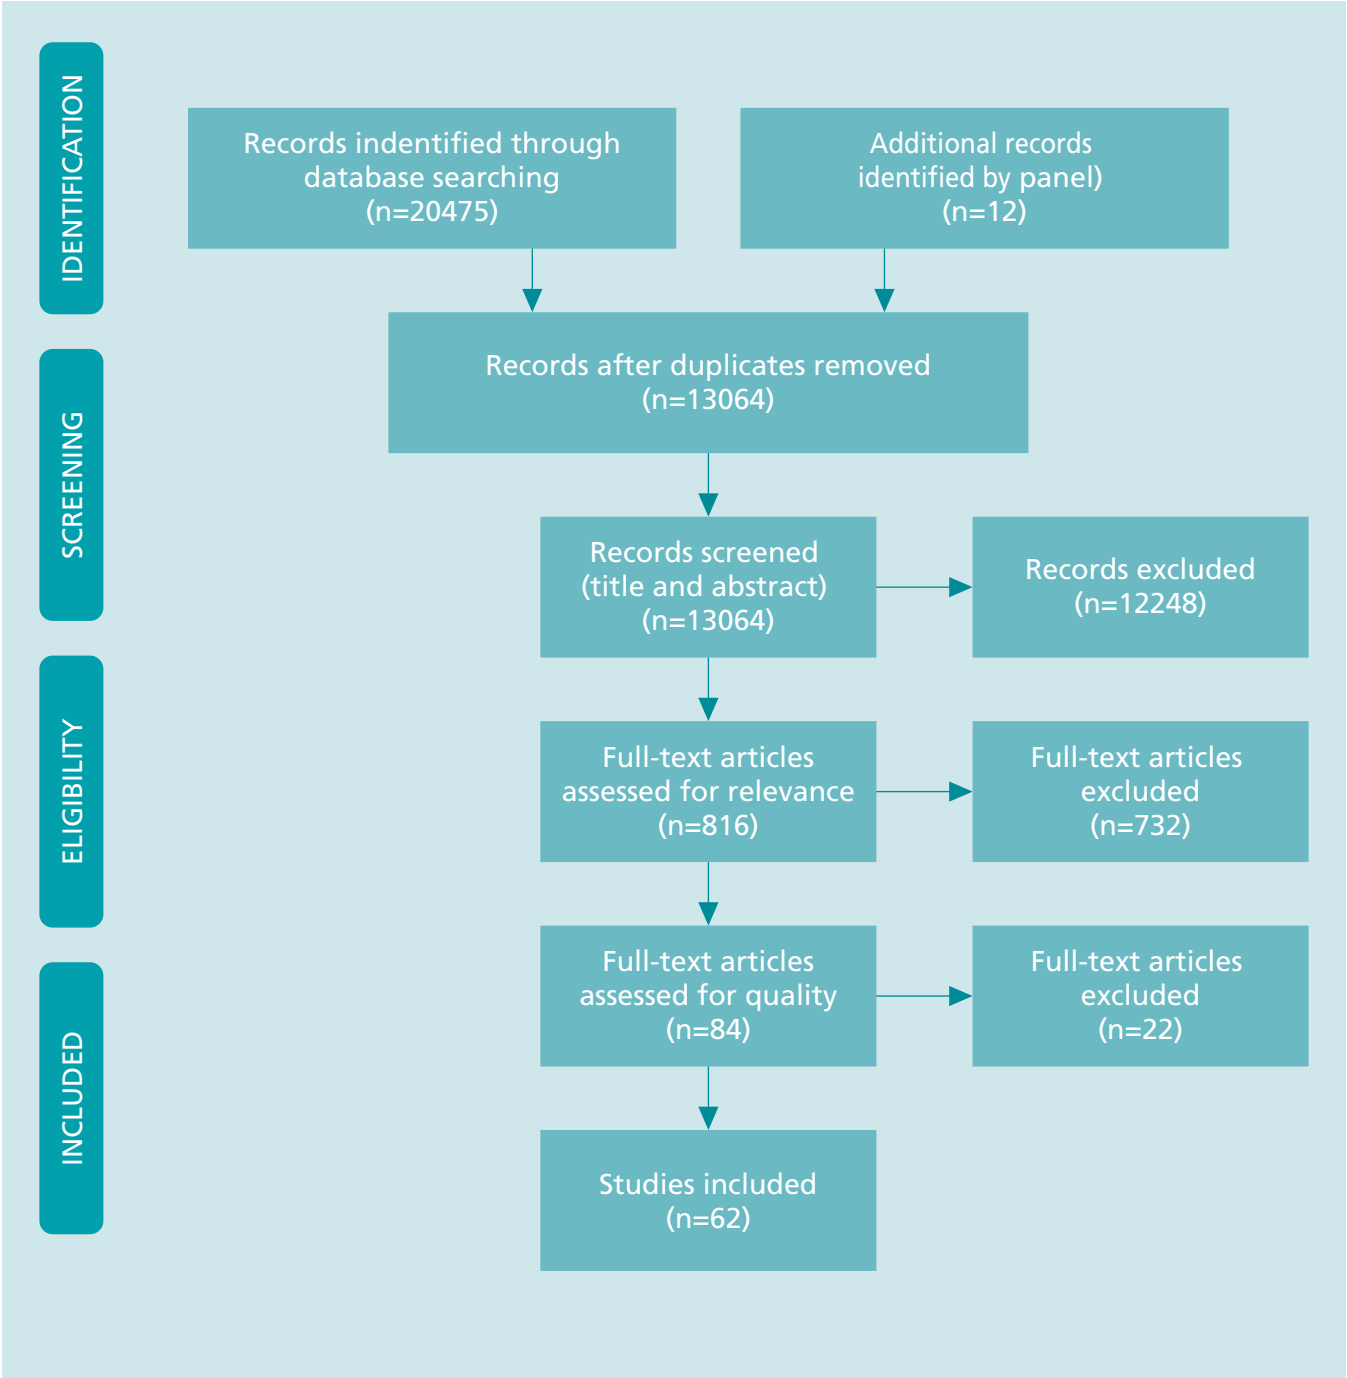 IDENTIFICATION
Records indentified through
database searching
(n=20475)
Additional records
identified by panel)
(n=12)
SCREENING
Records after duplicates removed
(n=13064)
Records screened
(title and abstract)
(n=13064)
Records excluded
(n=12248)
ELIGIBILITY
Full-text articles
assessed for relevance
(n=816)
Full-text articles
excluded
(n=732)
INCLUDED
Full-text articles
assessed for quality
(n=84)
Full-text articles
excluded
(n=22)
Studies included
(n=62)